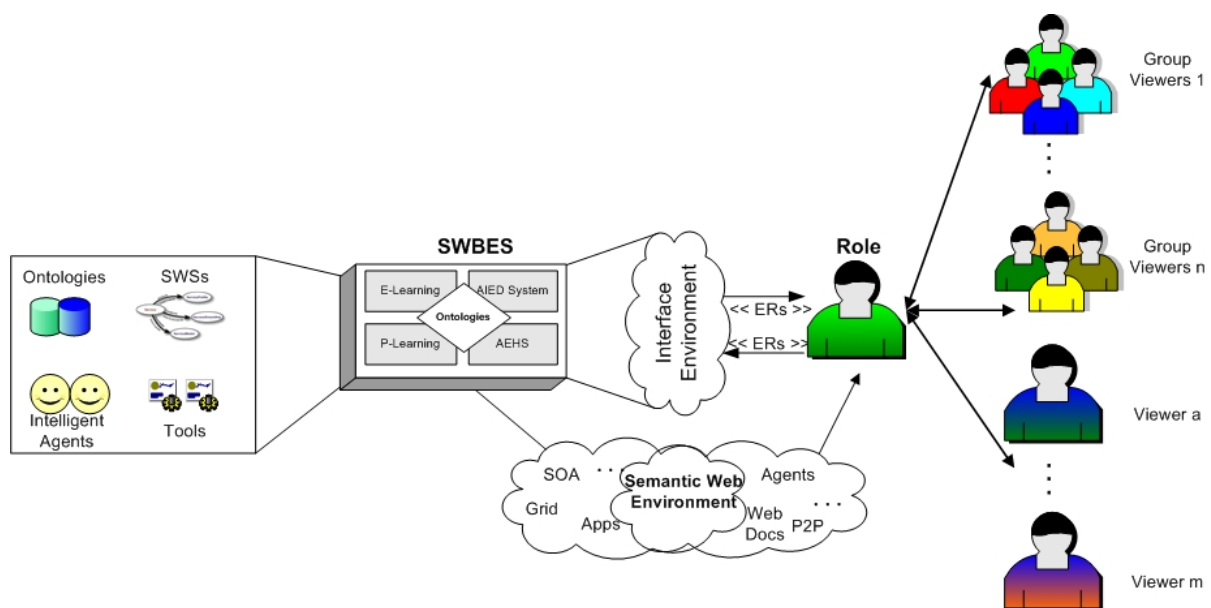 Group
Viewers 1
Group
Viewers n
Viewer a
Viewer m
SWBES
Role
Ontologies
SWSs
Intelligent
Agents
Tools
E-Learning
AIED System
Ontologies
P-Learning
AEHS
Interface
Environment
<< ERs >>
<< ERs >>
SOA
. . .
Grid
Apps
Semantic Web
Environment
Agents
. . .
Web
Docs
P2P